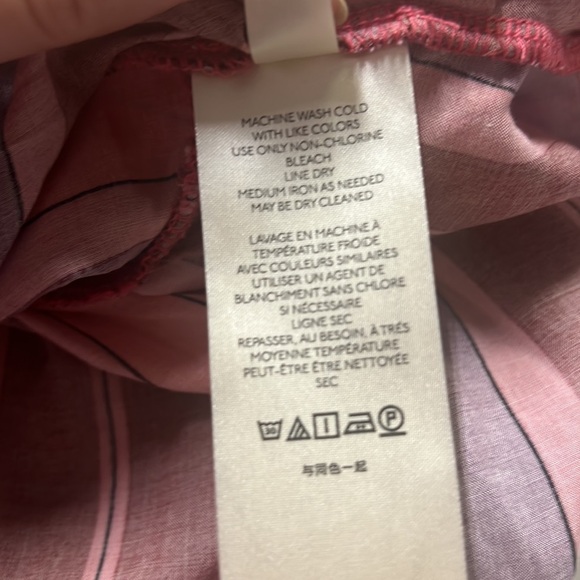 MACHINE WASH COLD
WITH LIKE COLORS
USE ONLY NON-CHLORINE
BLEACH
LINE DRY
MEDIUM IRON AS NEEDED
MAY BE DRY CLEANED
LAVAGE EN MACHINE À
TEMPÉRATURE FROIDE
AVEC COULEURS SIMILAIRES
UTILISER UN AGENT DE
BLANCHIMENT SANS CHLORE
SI NÉCESSAIRE
LIGNE SEC
REPASSER, AU BESOIN, À TRÉS
MOYENNE TEMPÉRATURE
PEUT-ÊTRE ÊTRE NETTOYÉE
SEC
30 P
与同色一起